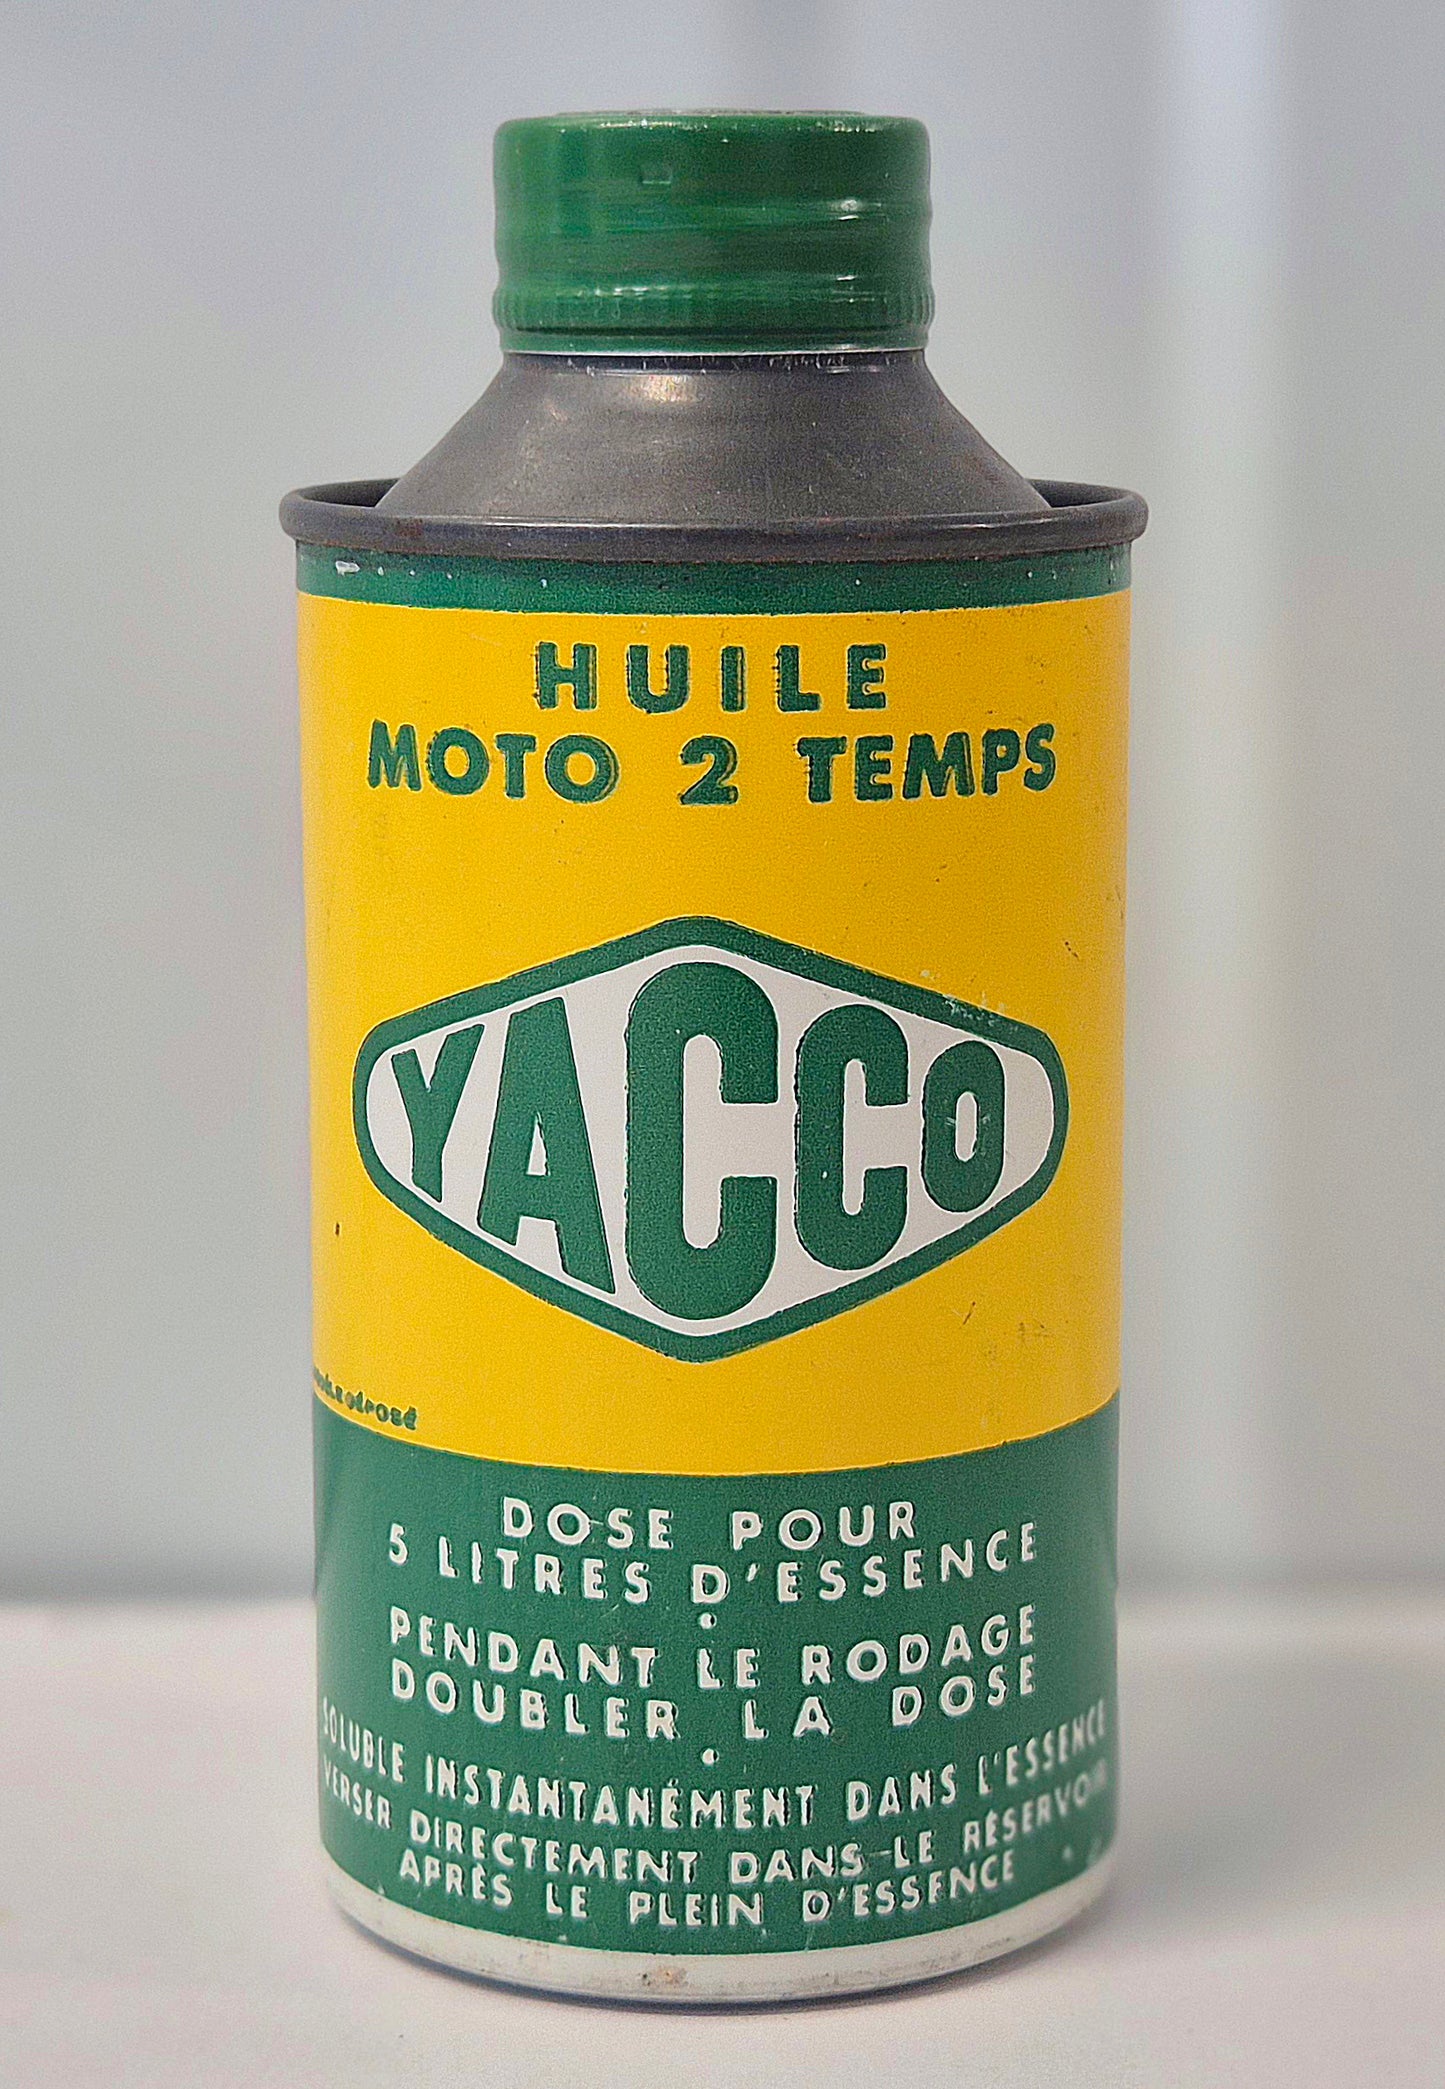 HUILE
MOTO 2 TEMPS
YACCO
déposé
DOSE POUR
5 LITRES D'ESSENCE
PENDANT LE RODAGE
DOUBLER LA DOSE
SOLUBLE INSTANTANÉMENT DANS L'ESSENCE
VERSER DIRECTEMENT DANS LE RÉSERVOIR
APRÈS LE PLEIN D'ESSENCE